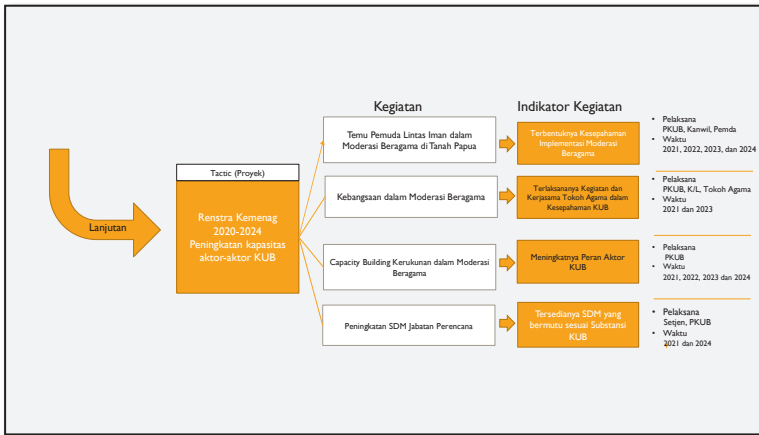 Lanjutan
Tactic (Proyek)
Renstra Kemenag
2020-2024
Peningkatan kapasitas
aktor-aktor KUB
Kegiatan
Indikator Kegiatan
Temu Pemuda Lintas Iman dalam
Moderasi Beragama di Tanah Papua
Terbentuknya Kesepahaman
Implementasi Moderasi
Beragama
• Pelaksana
PKUB, Kanwil, Pemda
• Waktu
2021, 2022, 2023, dan 2024
Kebangsaan dalam Moderasi Beragama
Terlaksananya Kegiatan dan
Kerjasama Tokoh Agama dalam
Kesepahaman KUB
• Pelaksana
PKUB, K/L, Tokoh Agama
• Waktu
2021 dan 2023
Capacity Building Kerukunan dalam Moderasi
Beragama
Meningkatnya Peran Aktor
KUB
• Pelaksana
PKUB
• Waktu
2021, 2022, 2023 dan 2024
Peningkatan SDM Jabatan Perencana
Tersedianya SDM yang
bermutu sesuai Substansi
KUB
• Pelaksana
Setjen, PKUB
• Waktu
2021 dan 2024